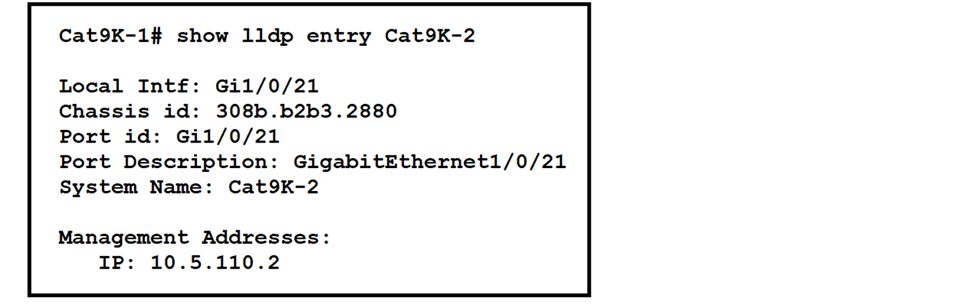 Cat9K-1# show lldp entry Cat9K-2
Local Intf: Gi1/0/21
Chassis id: 308b.b2b3.2880
Port id: Gi1/0/21
Port Description: GigabitEthernet1/0/21
System Name: Cat9K-2
Management Addresses:
IP: 10.5.110.2